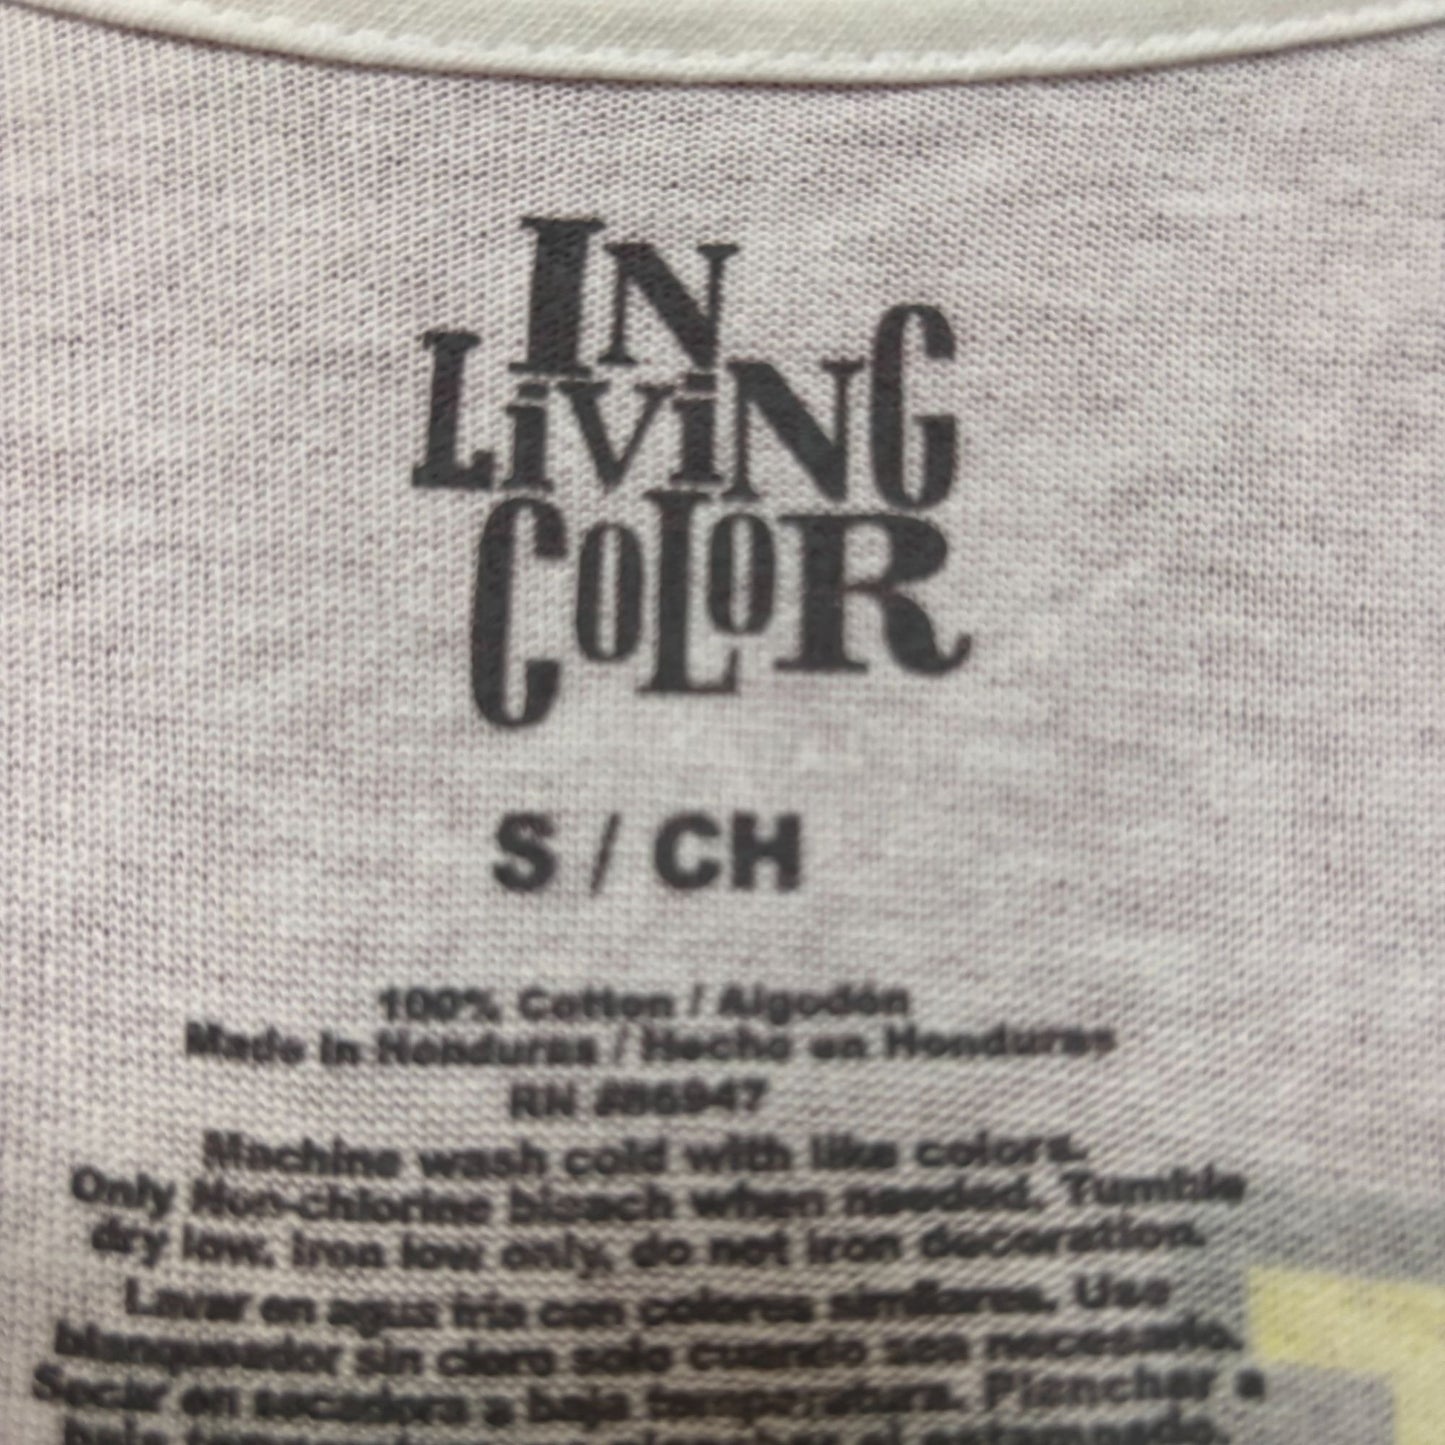 IN
LiViNG
COLOR
S / CH
100% Cotton / Algodón
Made in Honduras / Hecho en Honduras
RN #86947
Machine wash cold with like colors.
Only Non-chlorine bleach when needed. Tumble
dry low. Iron low only, do not iron decoration.
Lavar en agua fria con colores similares. Use
blanqueador sin cloro solo cuando sea necesario.
Secar en secadora a baja temperatura. Planchar a